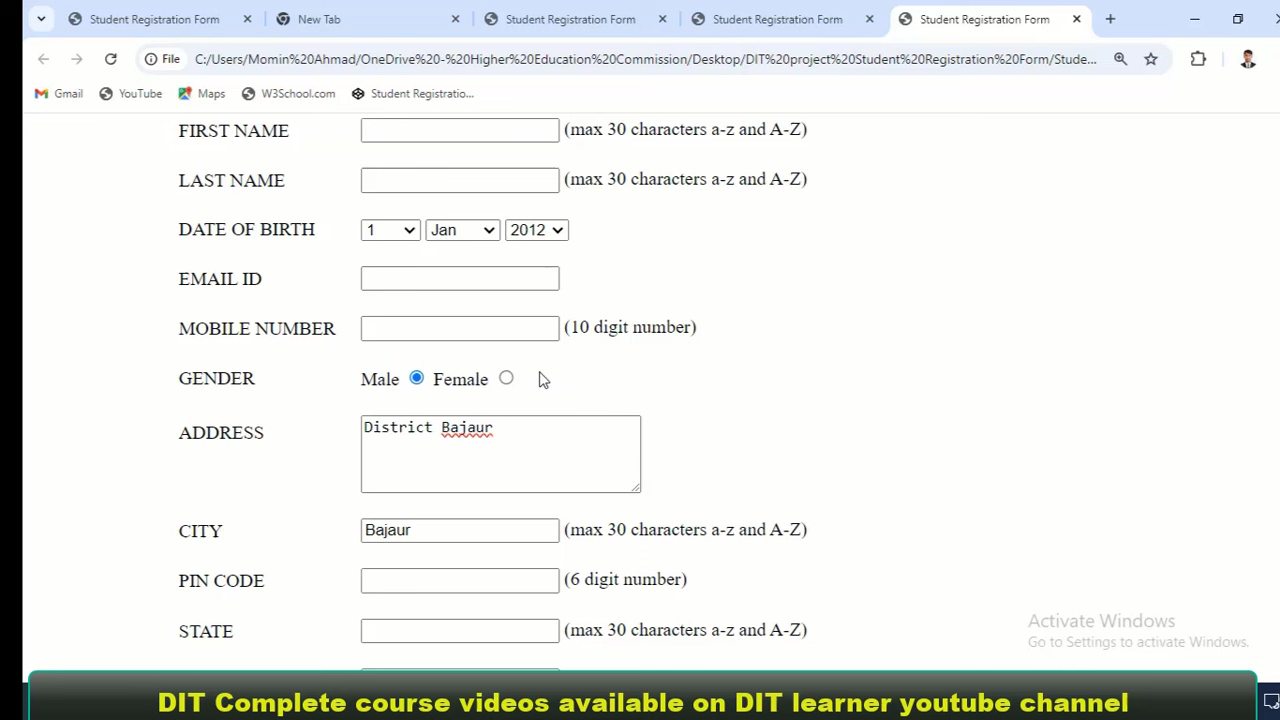 Student Registration Form
New Tab
Student Registration Form
Student Registration Form
Student Registration Form
File
C:/Users/Momin%20Ahmad/OneDrive%20-%20Higher%20Education%20Commission/Desktop/DIT%20project%20Student%20Registration%20Form/Stude...
Gmail
YouTube
Maps
W3School.com
Student Registratio...
FIRST NAME (max 30 characters a-z and A-Z)
LAST NAME (max 30 characters a-z and A-Z)
DATE OF BIRTH 1 Jan 2012
EMAIL ID
MOBILE NUMBER (10 digit number)
GENDER Male Female
ADDRESS District Bajaur
CITY Bajaur (max 30 characters a-z and A-Z)
PIN CODE (6 digit number)
STATE (max 30 characters a-z and A-Z)
Activate Windows
Go to Settings to activate Windows.
DIT Complete course videos available on DIT learner youtube channel